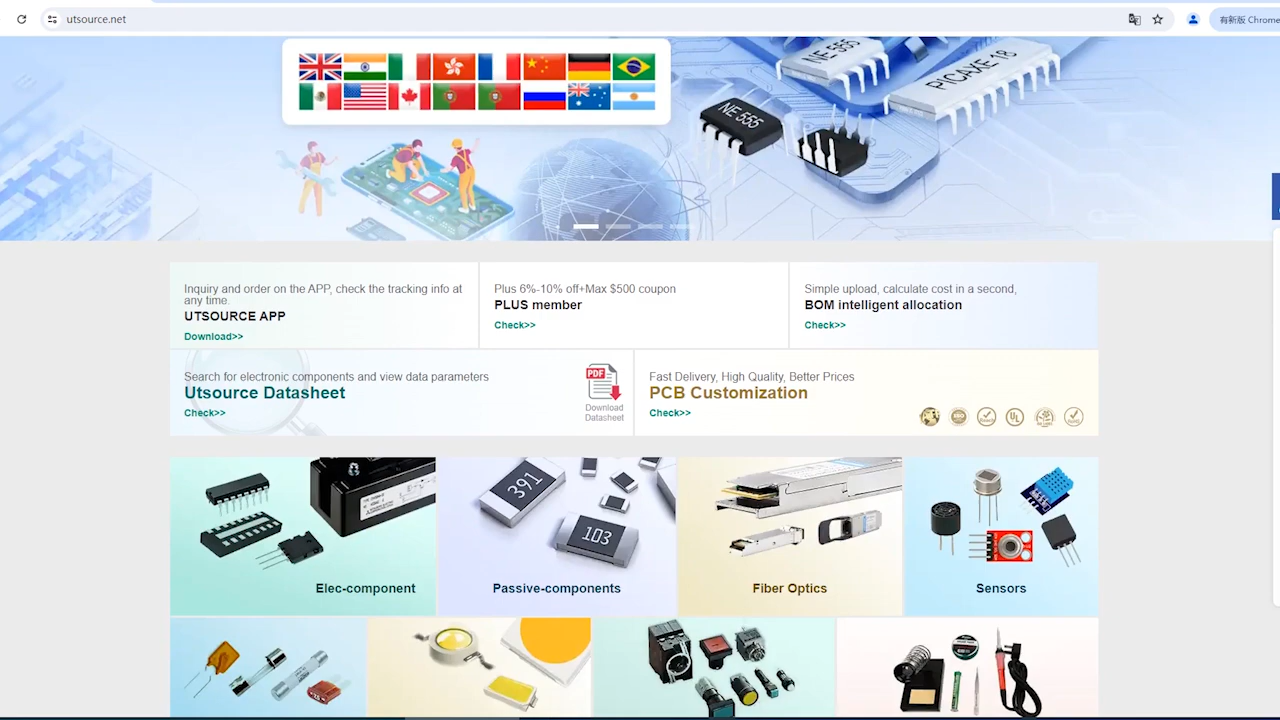 utsource.net
有新版 Chrome
NE 555
PICAXE-18
NE 555
Inquiry and order on the APP, check the tracking info at
any time.
UTSOURCE APP
Download>>
Plus 6%-10% off+Max $500 coupon
PLUS member
Check>>
Simple upload, calculate cost in a second,
BOM intelligent allocation
Check>>
Search for electronic components and view data parameters
Utsource Datasheet
Check>>
PDF
Download
Datasheet
Fast Delivery, High Quality, Better Prices
PCB Customization
Check>>
391
103
Elec-component
Passive-components
Fiber Optics
Sensors